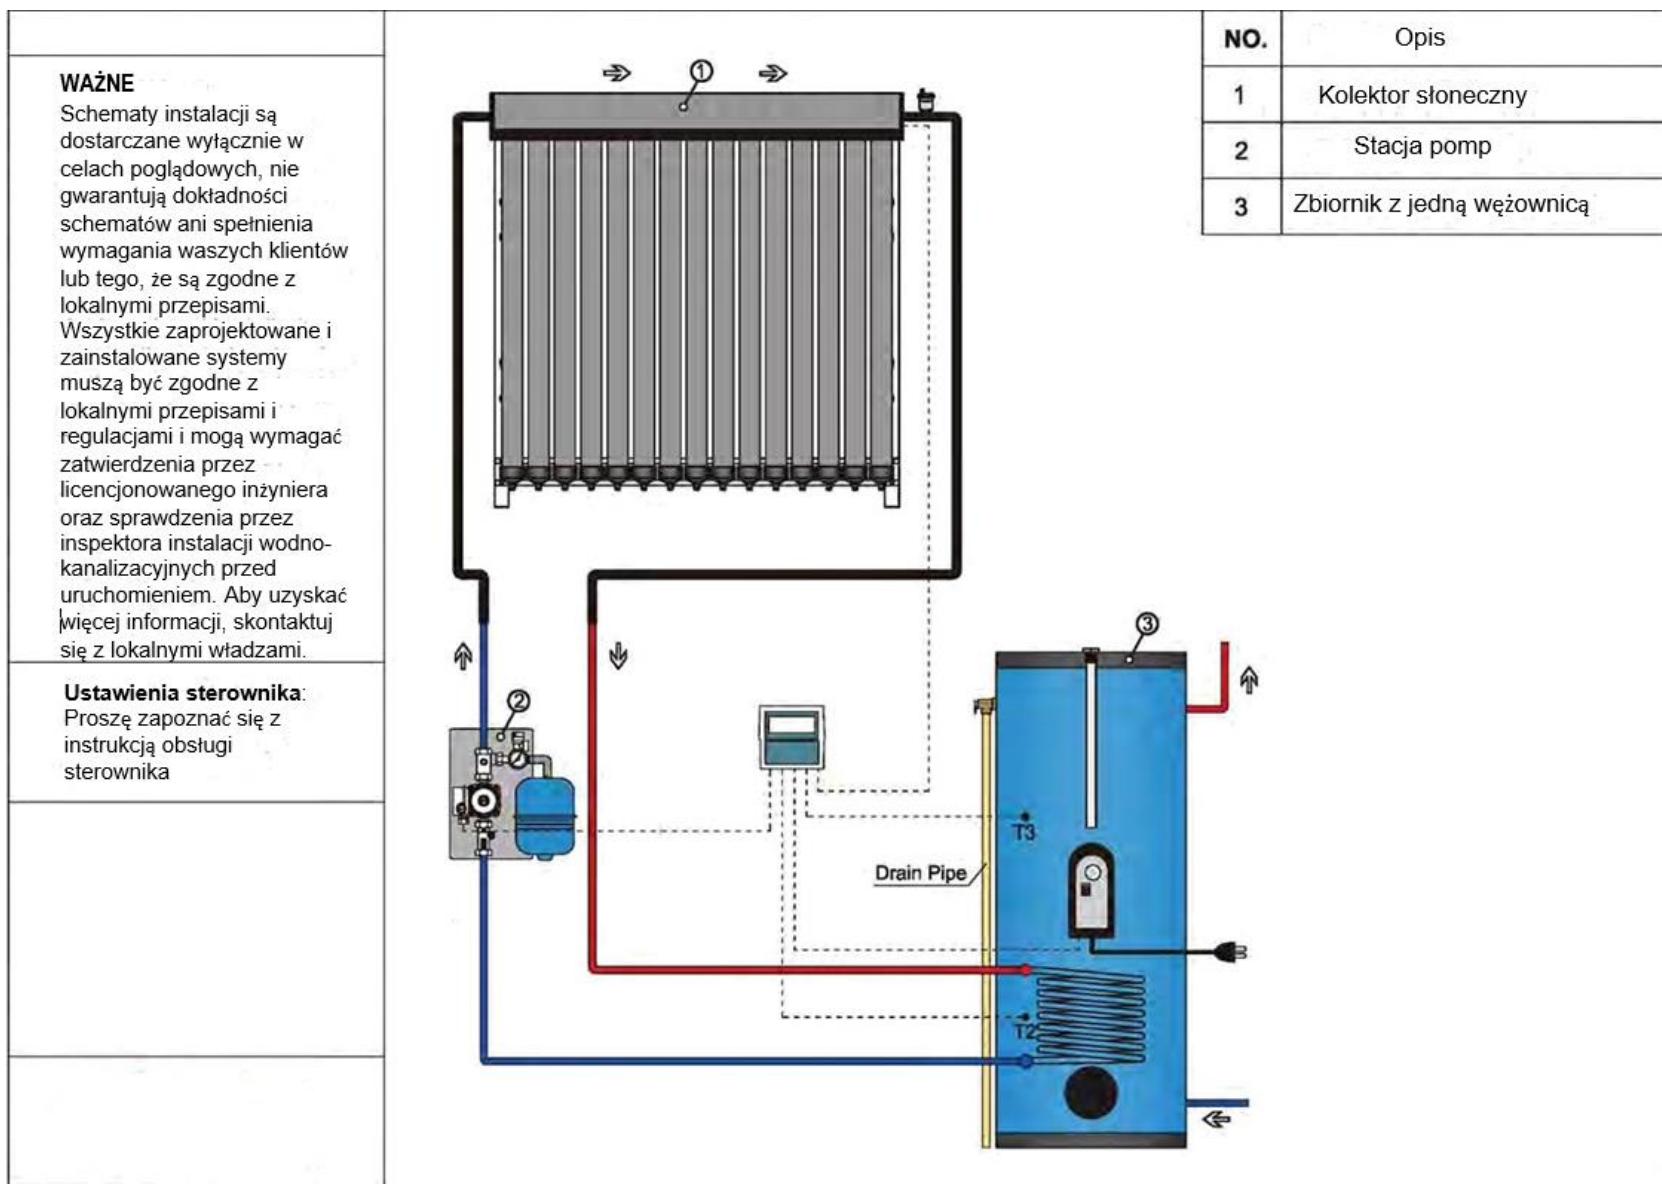 WAŻNE
Schematy instalacji są
dostarczane wyłącznie w
celach poglądowych, nie
gwarantują dokładności
schematów ani spełnienia
wymagania waszych klientów
lub tego, że są zgodne z
lokalnymi przepisami.
Wszystkie zaprojektowane i
zainstalowane systemy
muszą być zgodne z
lokalnymi przepisami i
regulacjami i mogą wymagać
zatwierdzenia przez
licencjonowanego inżyniera
oraz sprawdzenia przez
inspektora instalacji wodno-
kanalizacyjnych przed
uruchomieniem. Aby uzyskać
więcej informacji, skontaktuj
się z lokalnymi władzami.
Ustawienia sterownika:
Proszę zapoznać się z
instrukcją obsługi
sterownika
1
2
3
T3
Drain Pipe
T2
NO. Opis
1 Kolektor słoneczny
2 Stacja pomp
3 Zbiornik z jedną wężownicą